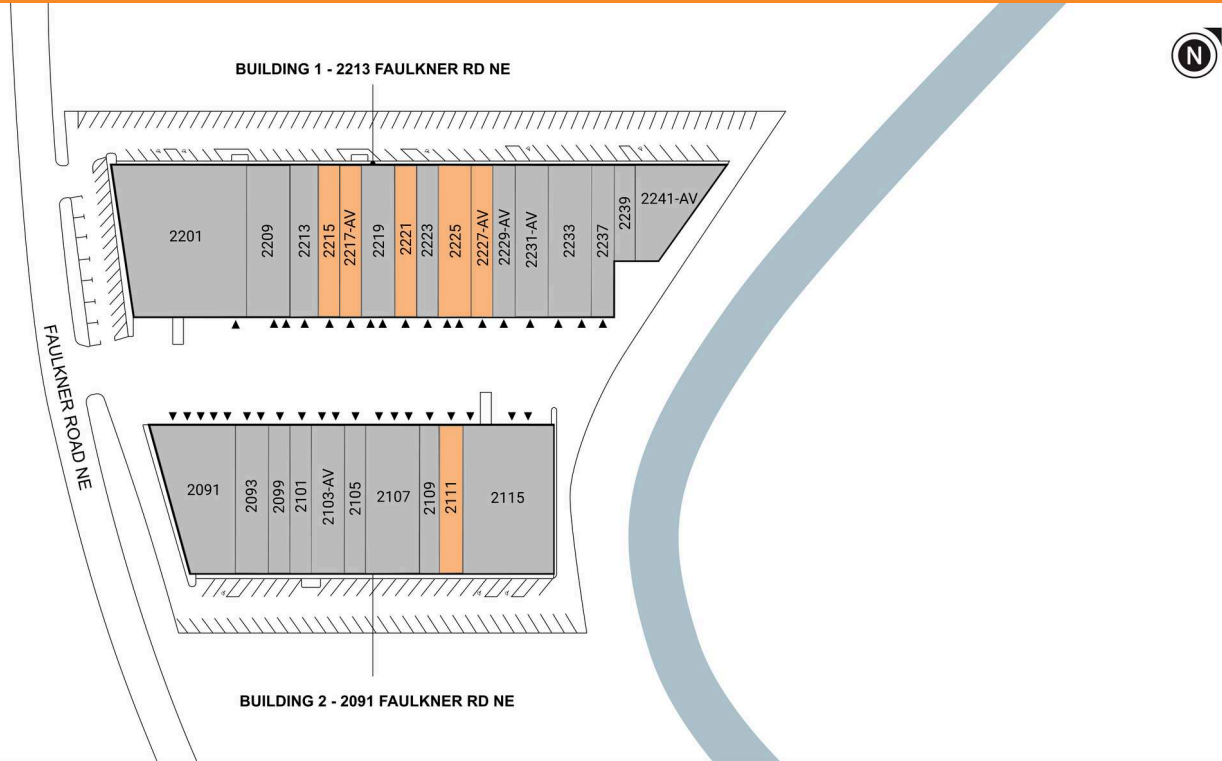 N
BUILDING 1 - 2213 FAULKNER RD NE
2201
2209
2213
2215
2217-AV
2219
2221
2223
2225
2227-AV
2229-AV
2231-AV
2233
2237
2239
2241-AV
FAULKNER ROAD NE
2091
2093
2099
2101
2103-AV
2105
2107
2109
2111
2115
BUILDING 2 - 2091 FAULKNER RD NE